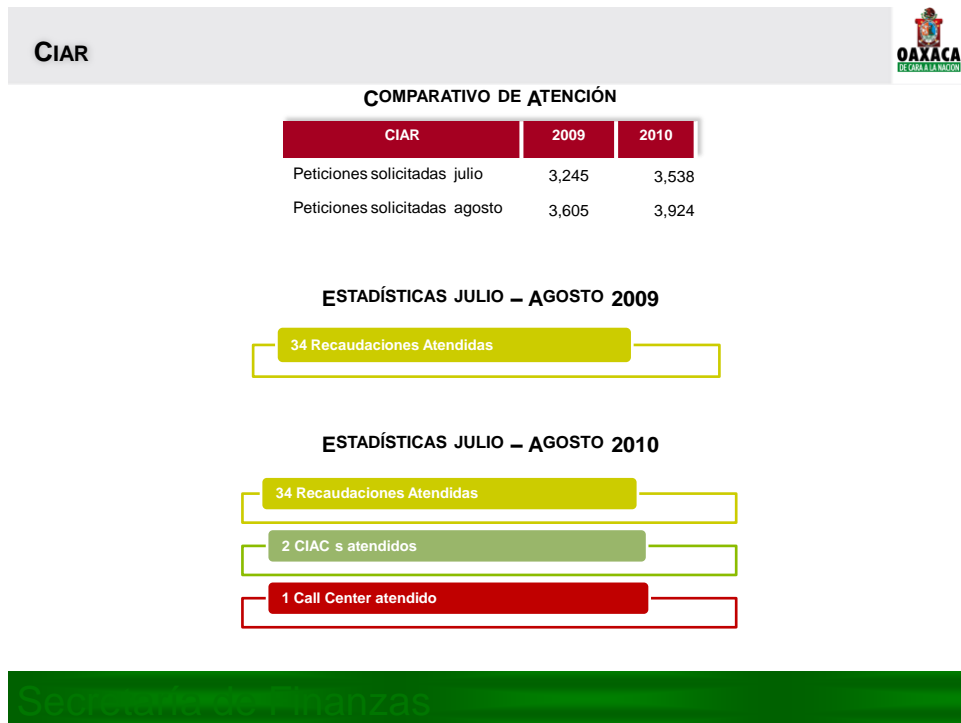 CIAR
OAXACA
DE CARA A LA NACION
COMPARATIVO DE ATENCIÓN
CIAR 2009 2010
Peticiones solicitadas julio 3,245 3,538
Peticiones solicitadas agosto 3,605 3,924
ESTADÍSTICAS JULIO – AGOSTO 2009
34 Recaudaciones Atendidas
ESTADÍSTICAS JULIO – AGOSTO 2010
34 Recaudaciones Atendidas
2 CIAC s atendidos
1 Call Center atendido
Secretaría de Finanzas